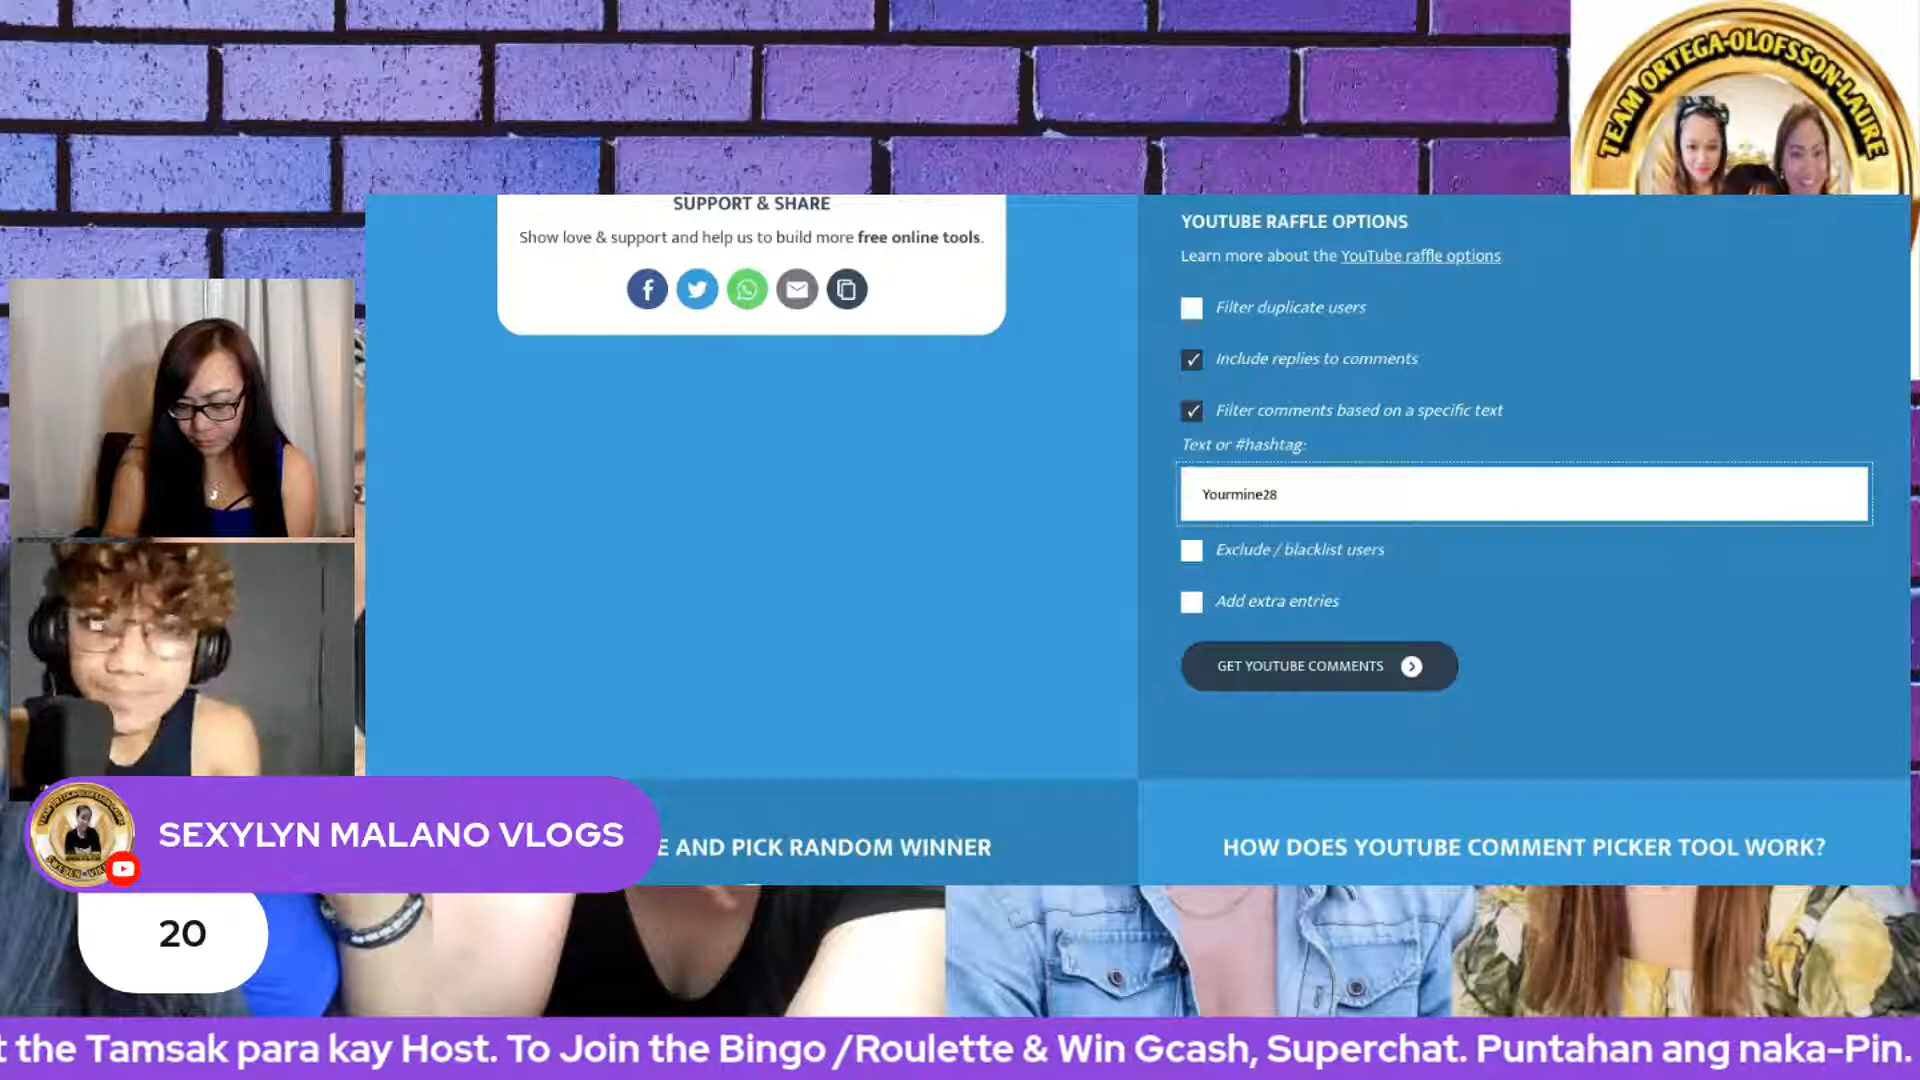 TEAM ORTEGA-OLOFSSON-LAURE
SUPPORT & SHARE
Show love & support and help us to build more free online tools.
YOUTUBE RAFFLE OPTIONS
Learn more about the YouTube raffle options
Filter duplicate users
Include replies to comments
Filter comments based on a specific text
Text or #hashtag:
Yourmine28
Exclude / blacklist users
Add extra entries
GET YOUTUBE COMMENTS
SEXYLYN MALANO VLOGS
E AND PICK RANDOM WINNER
HOW DOES YOUTUBE COMMENT PICKER TOOL WORK?
20
t the Tamsak para kay Host. To Join the Bingo /Roulette & Win Gcash, Superchat. Puntahan ang naka-Pin.